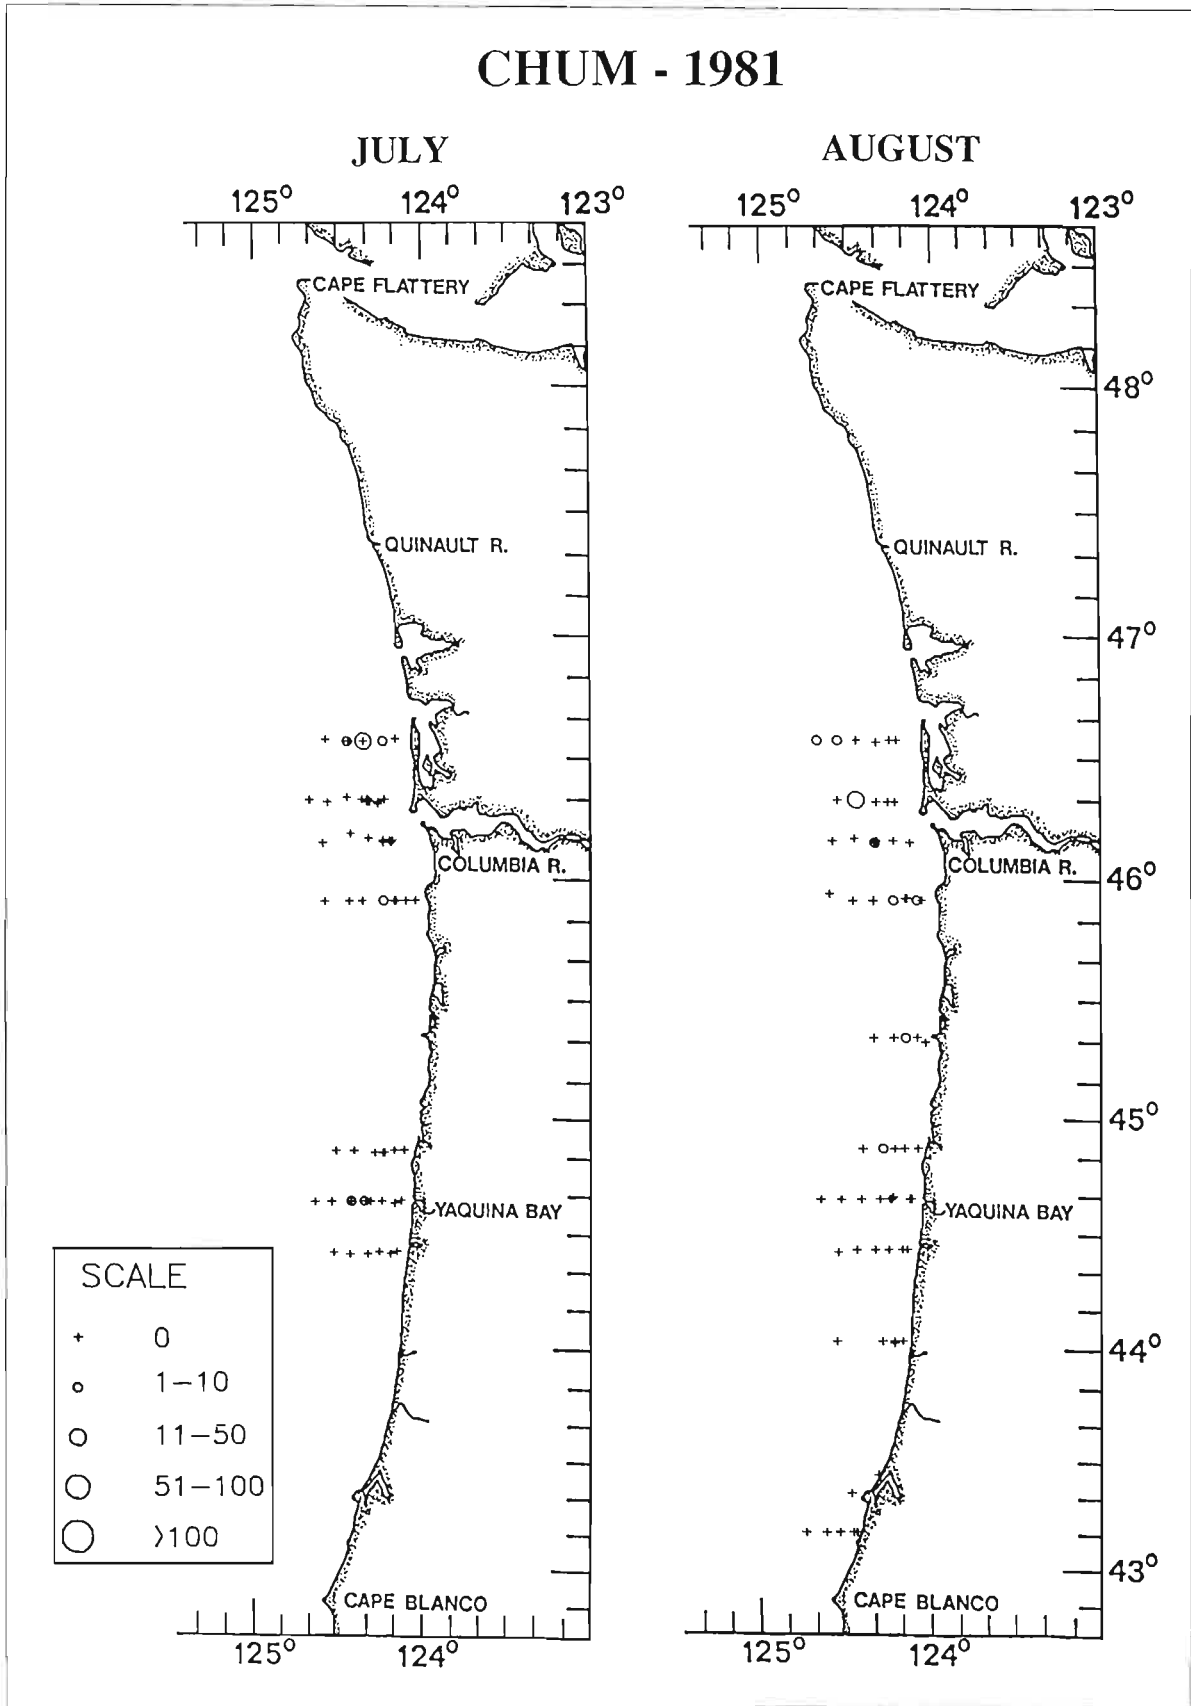 CHUM - 1981
JULY
AUGUST
125° 124° 123°
125° 124° 123°
CAPE FLATTERY
CAPE FLATTERY
48°
QUINAULT R.
QUINAULT R.
47°
COLUMBIA R.
COLUMBIA R.
46°
45°
YAQUINA BAY
YAQUINA BAY
SCALE
+ 0
1-10
11-50
51-100
>100
44°
43°
CAPE BLANCO
CAPE BLANCO
125° 124°
125° 124°